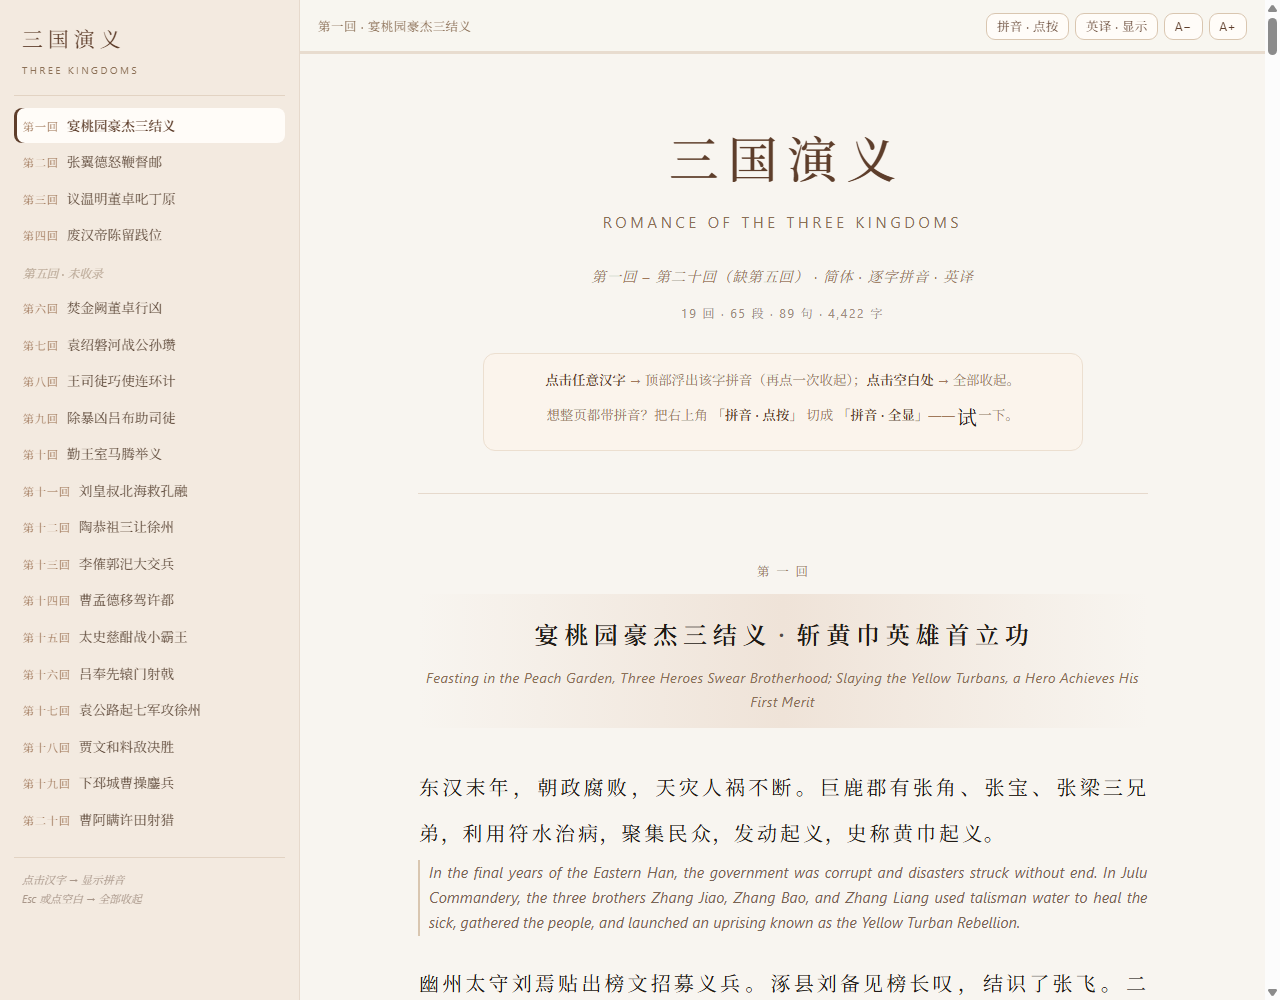 三国演义
THREE KINGDOMS
第一回 宴桃园豪杰三结义
第二回 张翼德怒鞭督邮
第三回 议温明董卓叱丁原
第四回 废汉帝陈留践位
第五回 · 未收录
第六回 焚金阙董卓行凶
第七回 袁绍磐河战公孙瓒
第八回 王司徒巧使连环计
第九回 除暴凶吕布助司徒
第十回 勤王室马腾举义
第十一回 刘皇叔北海救孔融
第十二回 陶恭祖三让徐州
第十三回 李傕郭汜大交兵
第十四回 曹孟德移驾许都
第十五回 太史慈酣战小霸王
第十六回 吕奉先辕门射戟
第十七回 袁公路起七军攻徐州
第十八回 贾文和料敌决胜
第十九回 下邳城曹操鏖兵
第二十回 曹阿瞒许田射猎
点击汉字 → 显示拼音
Esc 或点空白 → 全部收起
第一回 · 宴桃园豪杰三结义
拼音 · 点按 英译 · 显示 A− A+
三国演义
ROMANCE OF THE THREE KINGDOMS
第一回 – 第二十回（缺第五回） · 简体 · 逐字拼音 · 英译
19 回 · 65 段 · 89 句 · 4,422 字
点击任意汉字 → 顶部浮出该字拼音（再点一次收起）；点击空白处 → 全部收起。
想整页都带拼音？把右上角 「拼音 · 点按」 切成 「拼音 · 全显」——试一下。
第一回
宴桃园豪杰三结义 · 斩黄巾英雄首立功
Feasting in the Peach Garden, Three Heroes Swear Brotherhood; Slaying the Yellow Turbans, a Hero Achieves His
First Merit
东汉末年，朝政腐败，天灾人祸不断。巨鹿郡有张角、张宝、张梁三兄
弟，利用符水治病，聚集民众，发动起义，史称黄巾起义。
In the final years of the Eastern Han, the government was corrupt and disasters struck without end. In Julu
Commandery, the three brothers Zhang Jiao, Zhang Bao, and Zhang Liang used talisman water to heal the
sick, gathered the people, and launched an uprising known as the Yellow Turban Rebellion.
幽州太守刘焉贴出榜文招募义兵。涿县刘备见榜长叹，结识了张飞。二